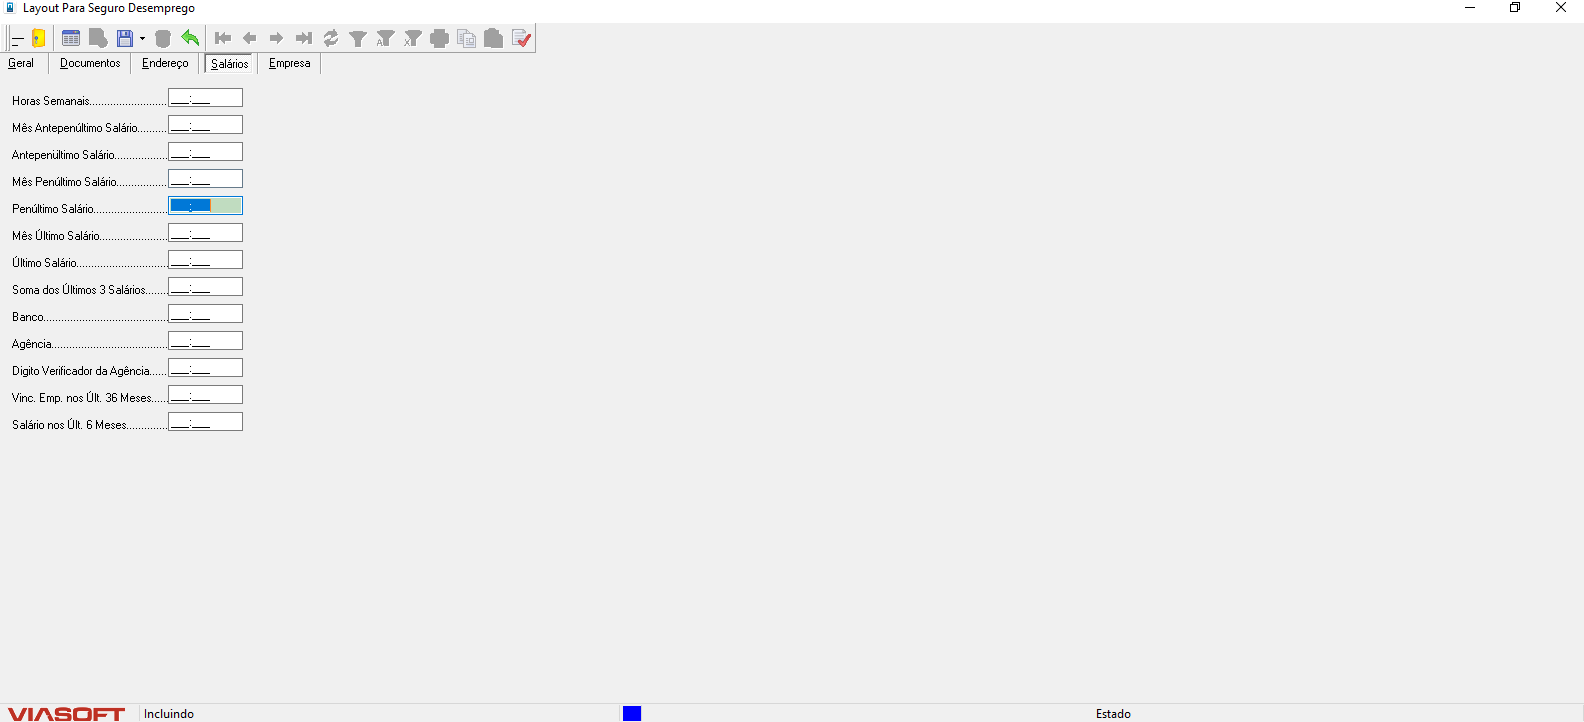 Layout Para Seguro Desemprego
Geral Documentos Endereço Salários Empresa
Horas Semanais.......................... ___:___
Mês Antepenúltimo Salário.......... ___:___
Antepenúltimo Salário.................. ___:___
Mês Penúltimo Salário................. ___:___
Penúltimo Salário......................... ___:___
Mês Último Salário....................... ___:___
Último Salário............................... ___:___
Soma dos Últimos 3 Salários........ ___:___
Banco.......................................... ___:___
Agência....................................... ___:___
Digito Verificador da Agência...... ___:___
Vinc. Emp. nos Últ. 36 Meses...... ___:___
Salário nos Últ. 6 Meses.............. ___:___
VIASOFT Incluindo Estado